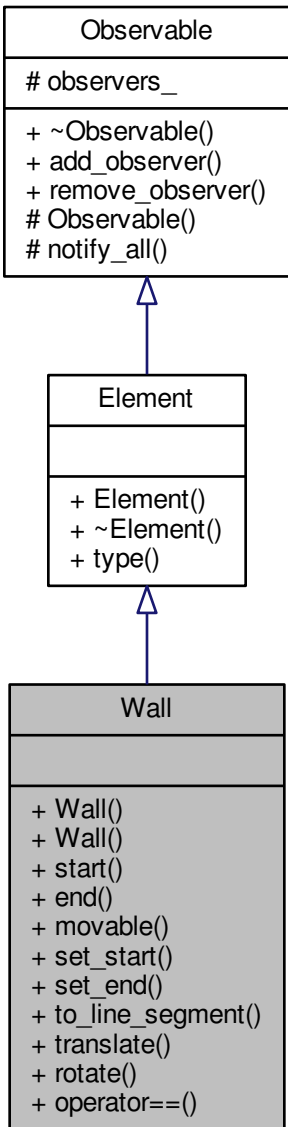 Observable
# observers_
+ ~Observable()
+ add_observer()
+ remove_observer()
# Observable()
# notify_all()
Element
+ Element()
+ ~Element()
+ type()
Wall
+ Wall()
+ Wall()
+ start()
+ end()
+ movable()
+ set_start()
+ set_end()
+ to_line_segment()
+ translate()
+ rotate()
+ operator==()